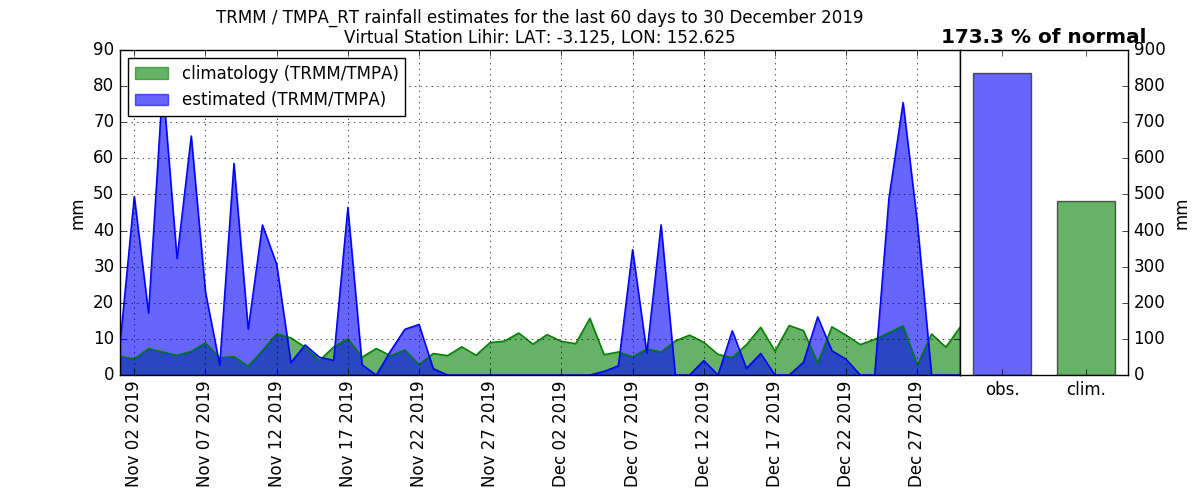 TRMM / TMPA_RT rainfall estimates for the last 60 days to 30 December 2019
Virtual Station Lihir: LAT: -3.125, LON: 152.625
173.3 % of normal
climatology (TRMM/TMPA)
estimated (TRMM/TMPA)
mm
90
80
70
60
50
40
30
20
10
0
Nov 02 2019
Nov 07 2019
Nov 12 2019
Nov 17 2019
Nov 22 2019
Nov 27 2019
Dec 02 2019
Dec 07 2019
Dec 12 2019
Dec 17 2019
Dec 22 2019
Dec 27 2019
obs.
clim.
900
800
700
600
500
400
300
200
100
0
mm